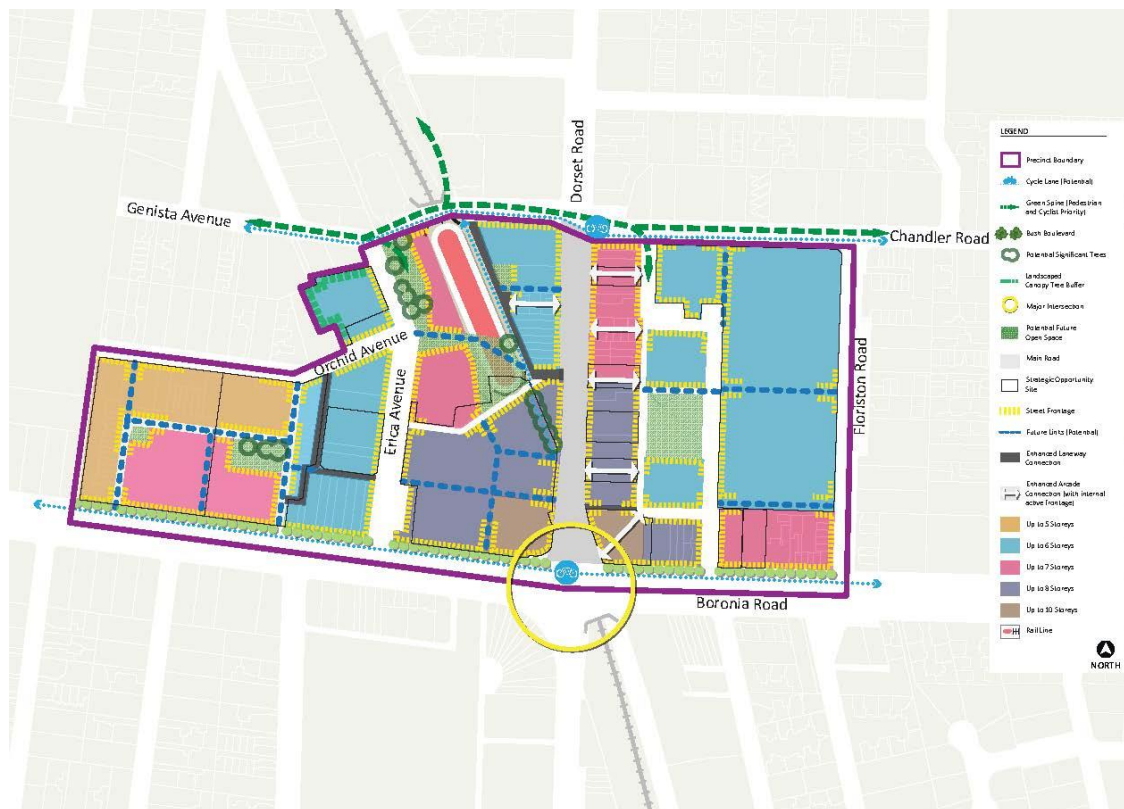 Dorset Road
Genista Avenue
Chandler Road
Orchid Avenue
Erica Avenue
Floriston Road
Boronia Road
LEGEND
Precinct Boundary
Cycle Lane (Potential)
Green Spine (Pedestrian
and Cyclist Priority)
Bush Boulevard
Potential Significant Trees
Landscaped
Canopy Tree Buffer
Major Intersection
Potential Future
Open Space
Main Road
Strategic Opportunity
Site
Street Frontage
Future Links (Potential)
Enhanced Laneway
Connection
Enhanced Arcade
Connection (with internal
active frontage)
Up to 5 Storeys
Up to 6 Storeys
Up to 7 Storeys
Up to 8 Storeys
Up to 10 Storeys
Rail Line
NORTH